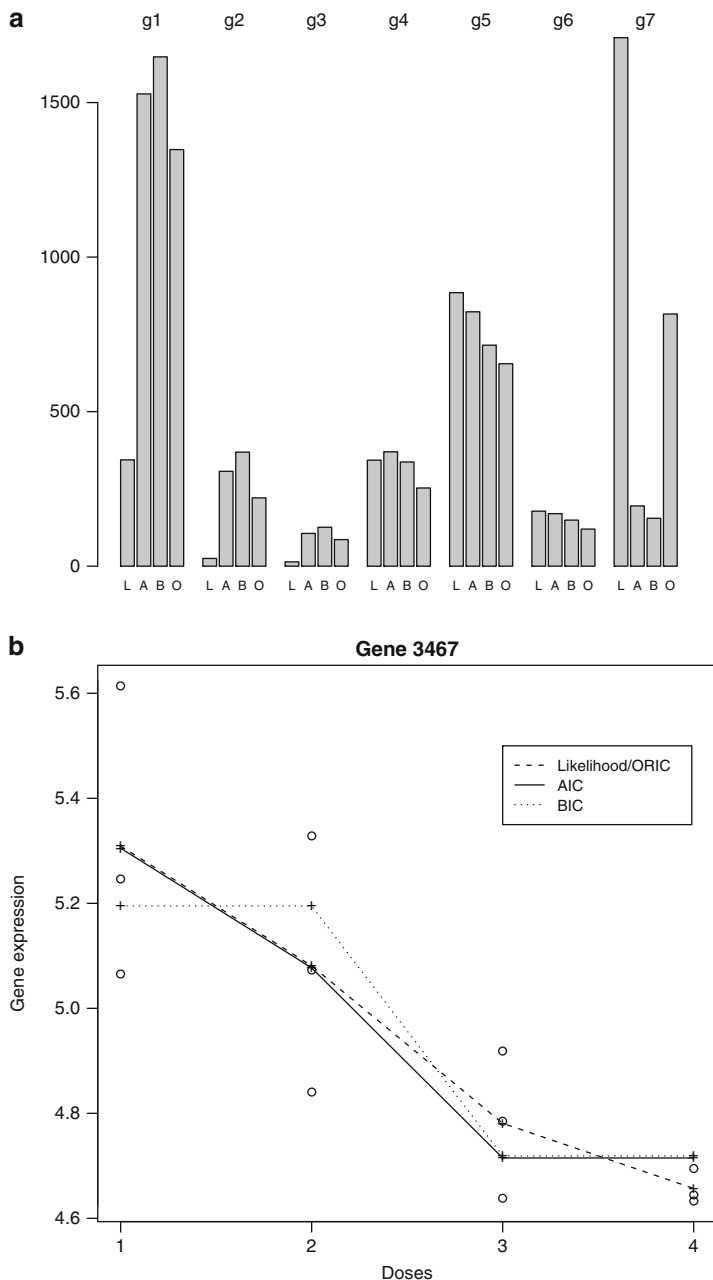 a
g1 g2 g3 g4 g5 g6 g7
1500
1000
500
0
L A B O L A B O L A B O L A B O L A B O L A B O L A B O
b
Gene 3467
5.6
5.4
5.2
5.0
4.8
4.6
Gene expression
Likelihood/ORIC
AIC
BIC
1 2 3 4
Doses